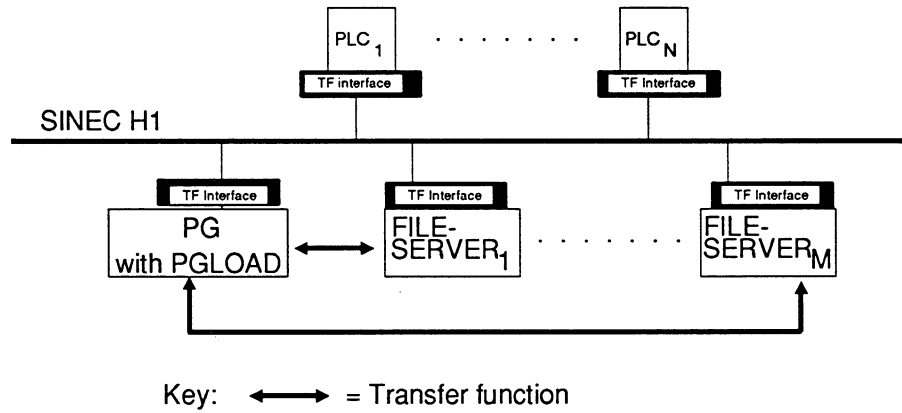 PLC1 . . . . . . . PLCN
TF interface TF interface
SINEC H1
TF Interface TF Interface TF Interface
PG FILE- FILE-
with PGLOAD SERVER1 . . . . . . . SERVERM
Key: = Transfer function